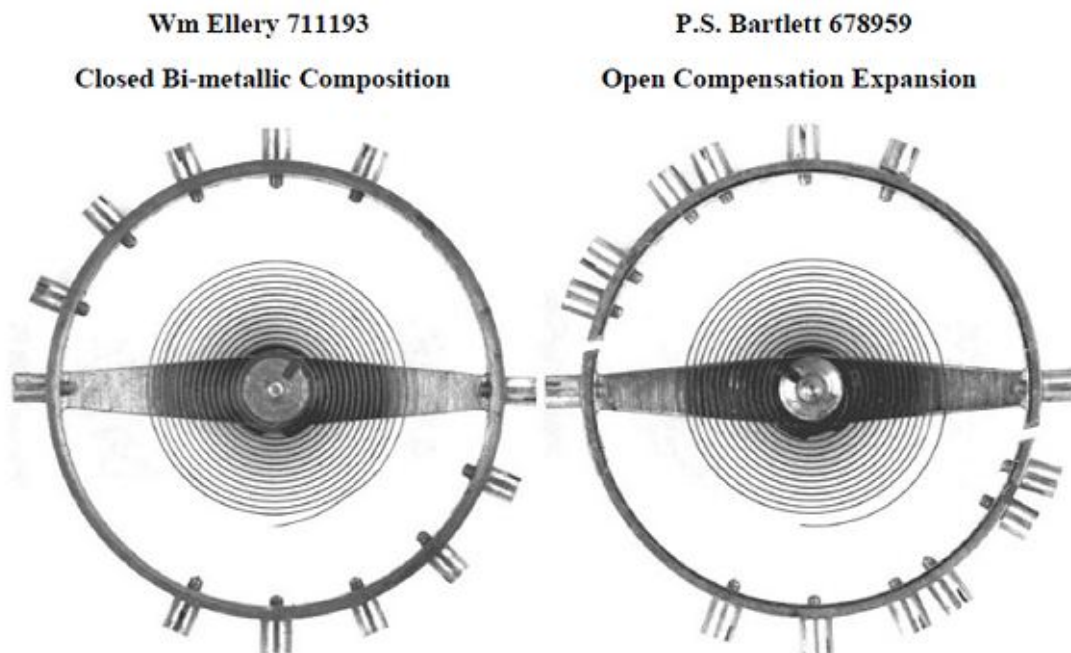 Wm Ellery 711193
P.S. Bartlett 678959
Closed Bi-metallic Composition
Open Compensation Expansion